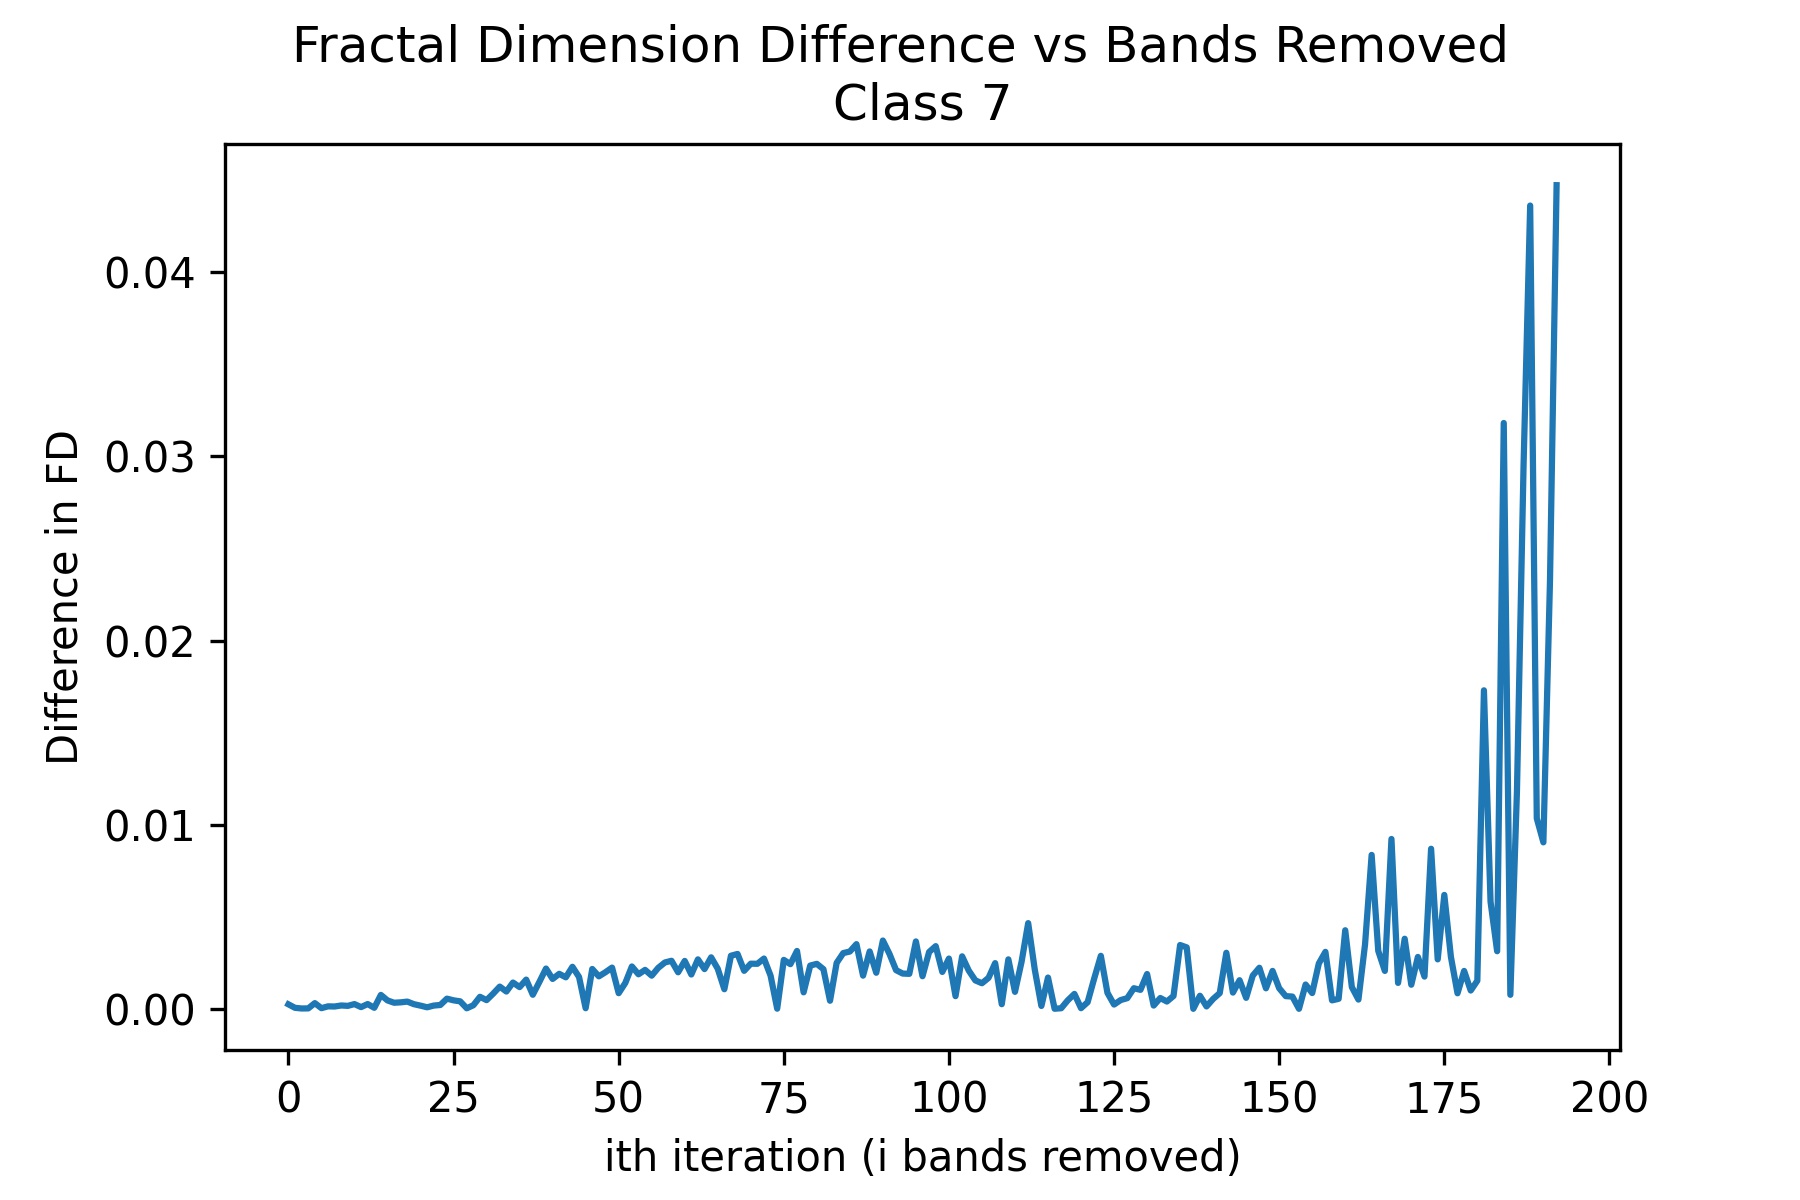 Fractal Dimension Difference vs Bands Removed
Class 7
0.04
0.03
0.02
0.01
0.00
Difference in FD
0 25 50 75 100 125 150 175 200
ith iteration (i bands removed)